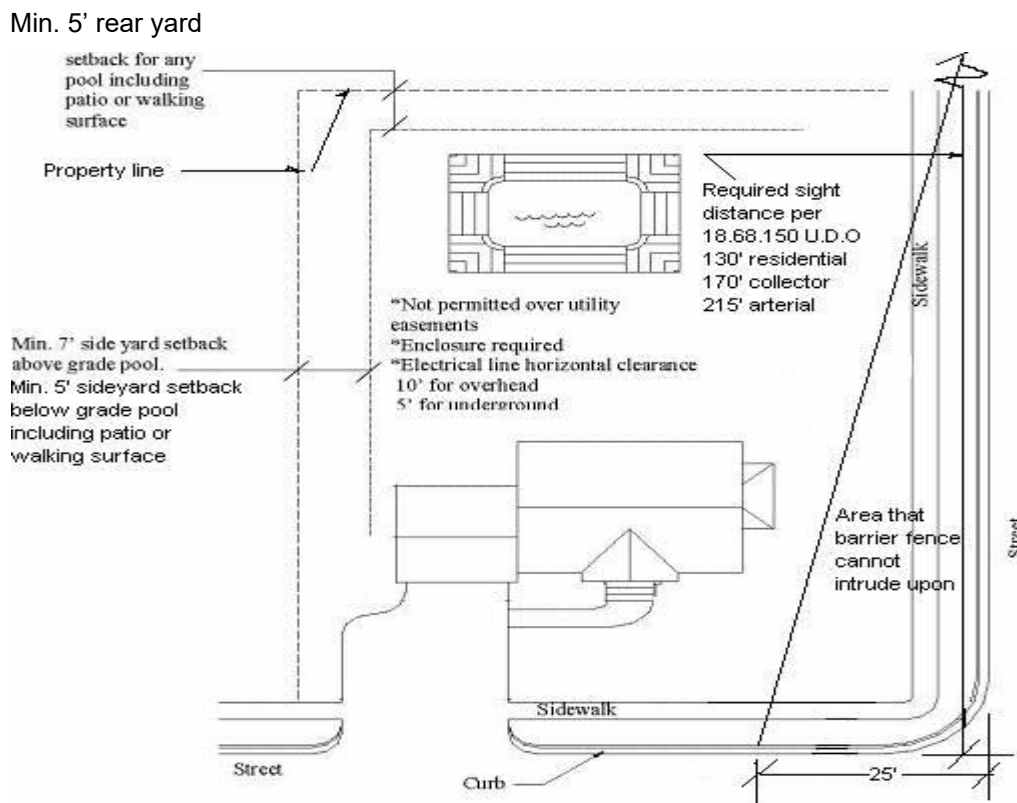 Min. 5’ rear yard
setback for any
pool including
patio or walking
surface
Property line
Required sight
distance per
18.68.150 U.D.O
130' residential
170' collector
215' arterial
Sidewalk
*Not permitted over utility
easements
*Enclosure required
*Electrical line horizontal clearance
10’ for overhead
5’ for underground
Min. 7’ side yard setback
above grade pool.
Min. 5' sideyard setback
below grade pool
including patio or
walking surface
Area that
barrier fence
cannot
intrude upon
Street
Sidewalk
Street
Curb
25'